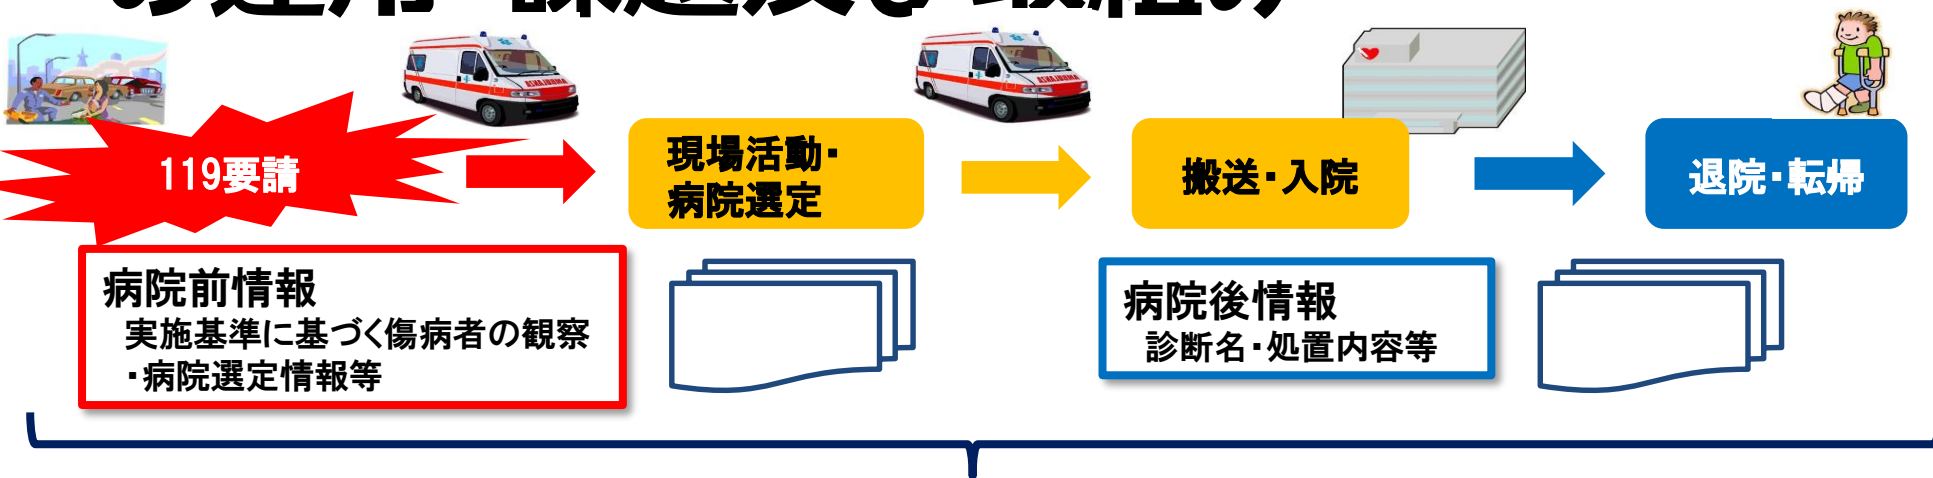 119要請
現場活動・
病院選定
搬送・入院
退院・転帰
病院前情報
実施基準に基づく傷病者の観察
・病院選定情報等
病院後情報
診断名・処置内容等